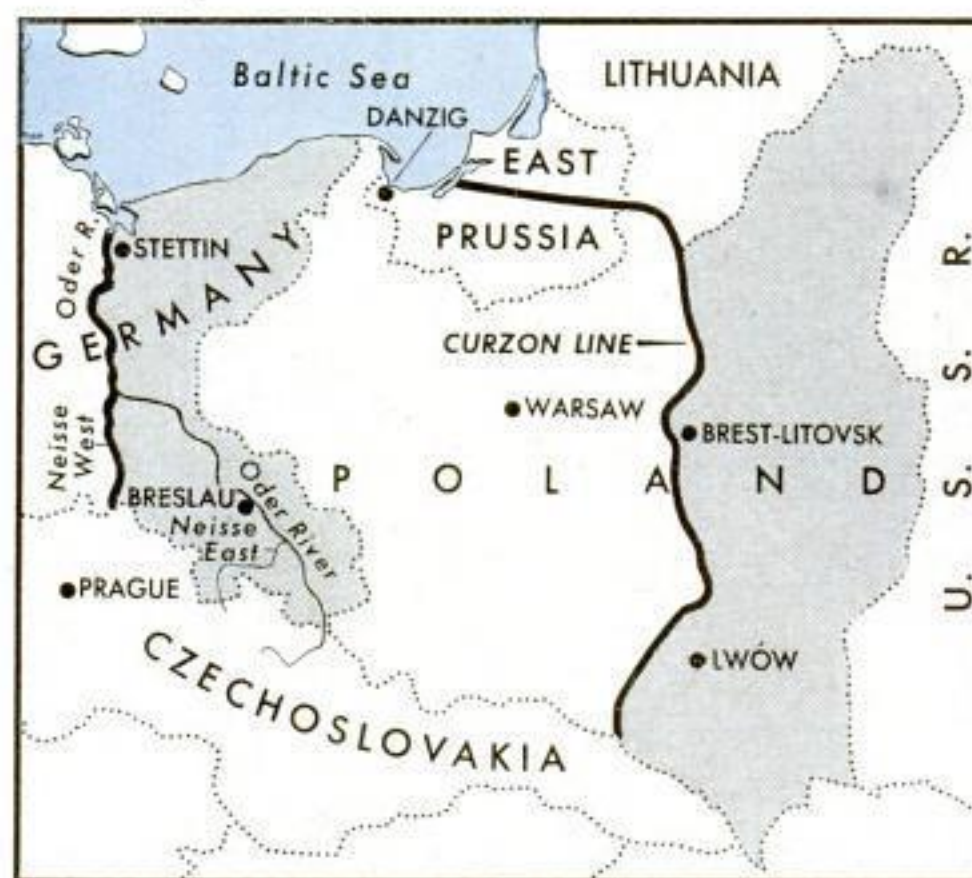 Baltic Sea
LITHUANIA
DANZIG
EAST
PRUSSIA
Oder R.
STETTIN
GERMANY
CURZON LINE
WARSAW
BREST-LITOVSK
Neisse
West
POLAND
U. S. S. R.
BRESLAU
Oder River
Neisse
East
PRAGUE
LWÓW
CZECHOSLOVAKIA